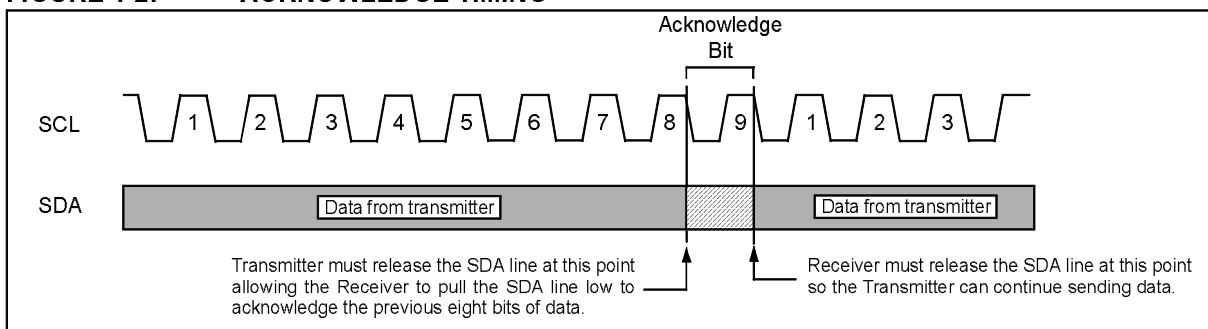 FIGURE 4-2: ACKNOWLEDGE TIMING
Acknowledge
Bit
SCL
1 2 3 4 5 6 7 8 9 1 2 3
SDA
Data from transmitter
Data from transmitter
Transmitter must release the SDA line at this point
allowing the Receiver to pull the SDA line low to
acknowledge the previous eight bits of data.
Receiver must release the SDA line at this point
so the Transmitter can continue sending data.